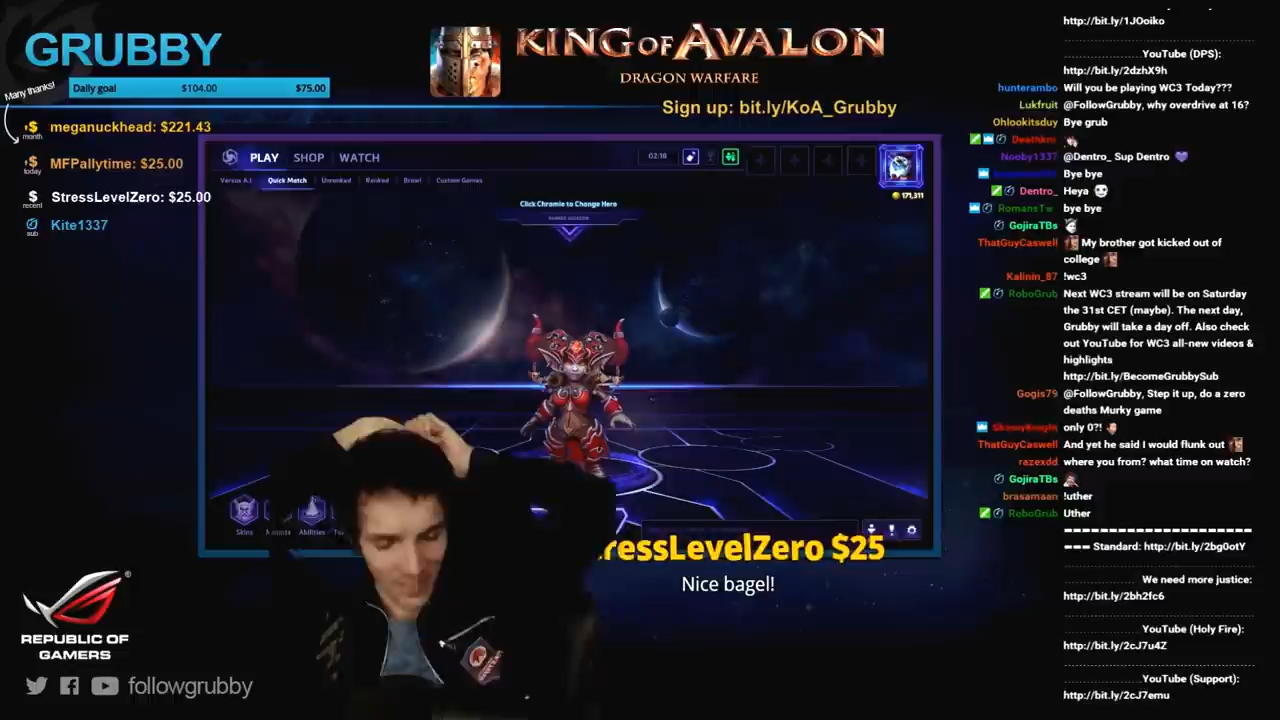 GRUBBY
Many thanks!
Daily goal
$104.00
$75.00
$
month
meganuckhead: $221.43
$
today
MFPallytime: $25.00
$
recent
StressLevelZero: $25.00
sub
Kite1337
KING OF AVALON
DRAGON WARFARE
Sign up: bit.ly/KoA_Grubby
PLAY
SHOP
WATCH
02:18
Versus A.I.
Quick Match
Unranked
Ranked
Brawl
Custom Games
171,311
Click Chromie to Change Hero
Skins
Abilities
ressLevelZero $25
Nice bagel!
REPUBLIC OF
GAMERS
followgrubby
http://bit.ly/1JOoiko
YouTube (DPS):
http://bit.ly/2dzhX9h
hunterambo Will you be playing WC3 Today???
Lukfruit @FollowGrubby, why overdrive at 16?
Ohlookitsduy Bye grub
Nooby1337 @Dentro_ Sup Dentro
Bye bye
Dentro_ Heya
RomansTw bye bye
GojiraTBs
ThatGuyCaswell My brother got kicked out of
college
Kalinin_87 !wc3
RoboGrub Next WC3 stream will be on Saturday
the 31st CET (maybe). The next day,
Grubby will take a day off. Also check
out YouTube for WC3 all-new videos &
highlights
http://bit.ly/BecomeGrubbySub
Gogis79 @FollowGrubby, Step it up, do a zero
deaths Murky game
only 0?!
ThatGuyCaswell And yet he said I would flunk out
razexdd where you from? what time on watch?
GojiraTBs
brasamaan !uther
RoboGrub Uther
Standard: http://bit.ly/2bg0otY
We need more justice:
http://bit.ly/2bh2fc6
YouTube (Holy Fire):
http://bit.ly/2cJ7u4Z
YouTube (Support):
http://bit.ly/2cJ7emu